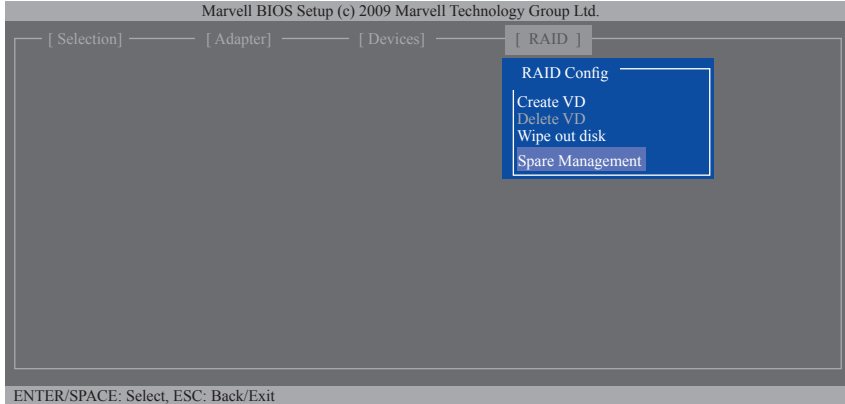 Marvell BIOS Setup (c) 2009 Marvell Technology Group Ltd.
[ Selection] [ Adapter] [ Devices] [ RAID ]
RAID Config
Create VD
Delete VD
Wipe out disk
Spare Management
ENTER/SPACE: Select, ESC: Back/Exit